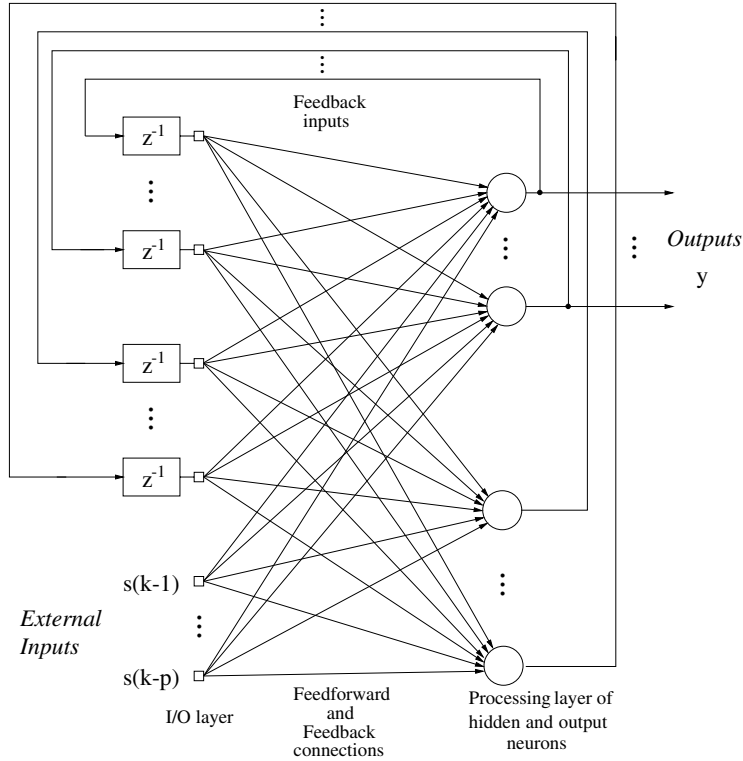 Feedback
inputs
z-1
z-1
Outputs
y
z-1
z-1
s(k-1)
External
Inputs
s(k-p)
I/O layer
Feedforward
and
Feedback
connections
Processing layer of
hidden and output
neurons